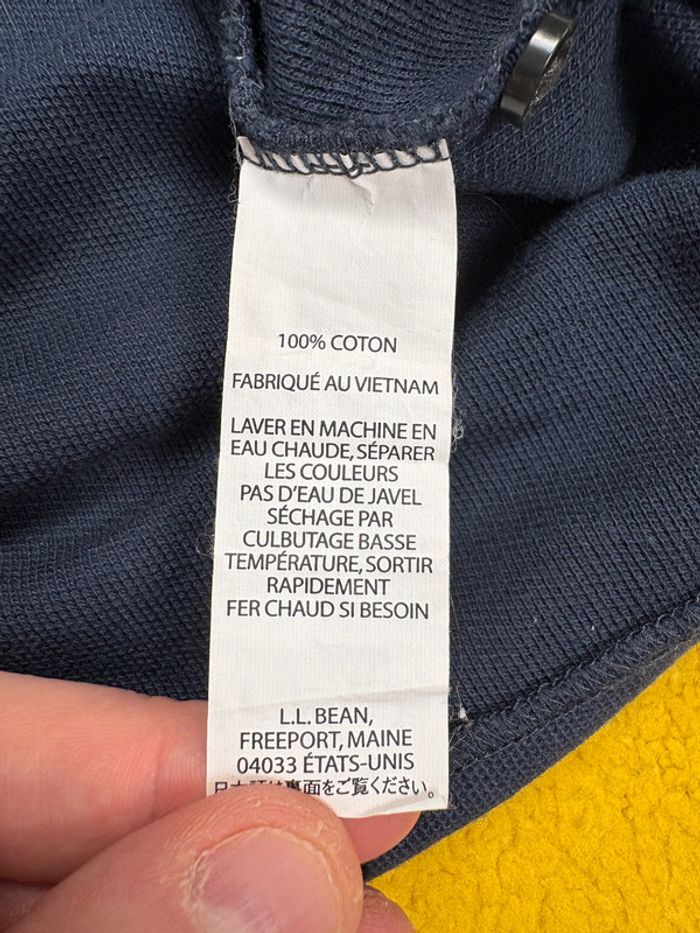 100% COTON
FABRIQUÉ AU VIETNAM
LAVER EN MACHINE EN
EAU CHAUDE, SÉPARER
LES COULEURS
PAS D'EAU DE JAVEL
SÉCHAGE PAR
CULBUTAGE BASSE
TEMPÉRATURE, SORTIR
RAPIDEMENT
FER CHAUD SI BESOIN
L.L. BEAN,
FREEPORT, MAINE
04033 ÉTATS-UNIS
日本語は裏面をご覧ください。